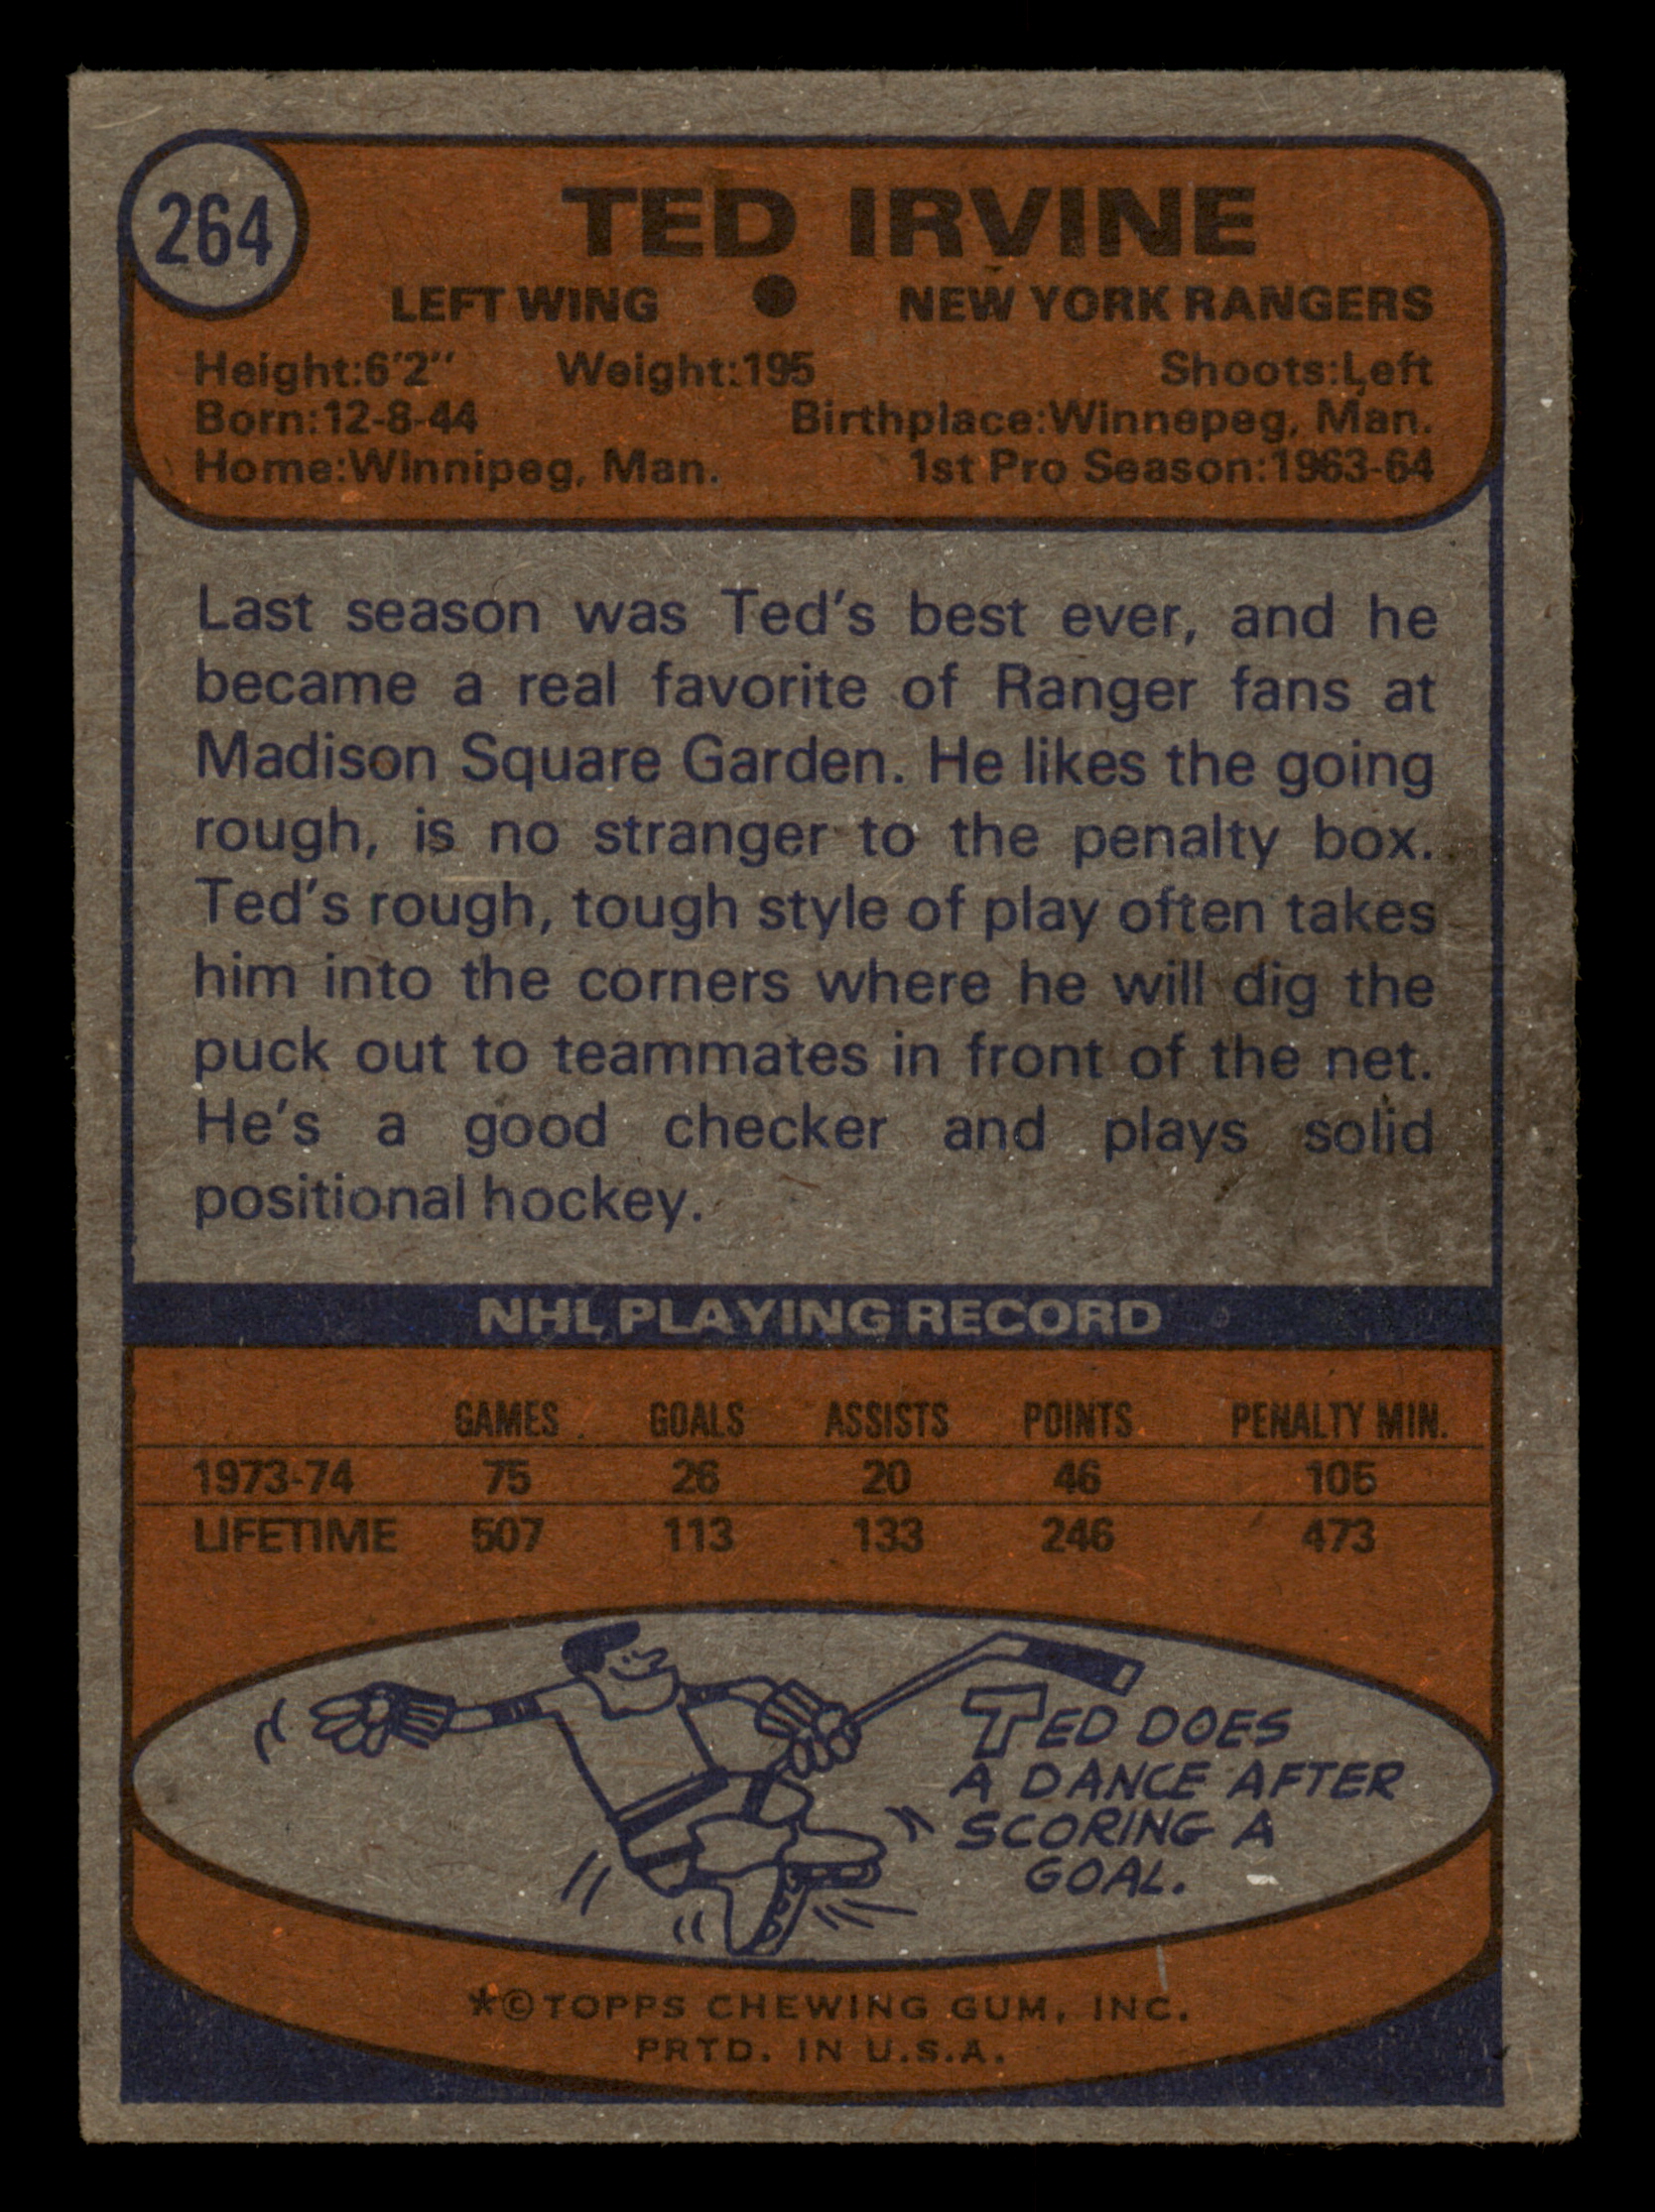 264
TED IRVINE
LEFT WING ● NEW YORK RANGERS
Height:6'2" Weight:195 Shoots:Left
Born:12-8-44 Birthplace:Winnepeg, Man.
Home:Winnipeg, Man. 1st Pro Season:1963-64
Last season was Ted's best ever, and he
became a real favorite of Ranger fans at
Madison Square Garden. He likes the going
rough, is no stranger to the penalty box.
Ted's rough, tough style of play often takes
him into the corners where he will dig the
puck out to teammates in front of the net.
He's a good checker and plays solid
positional hockey.
NHL PLAYING RECORD
GAMES GOALS ASSISTS POINTS PENALTY MIN.
1973-74 75 26 20 46 105
LIFETIME 507 113 133 246 473
TED DOES
A DANCE AFTER
SCORING A
GOAL.
*©TOPPS CHEWING GUM, INC.
PRTD. IN U.S.A.